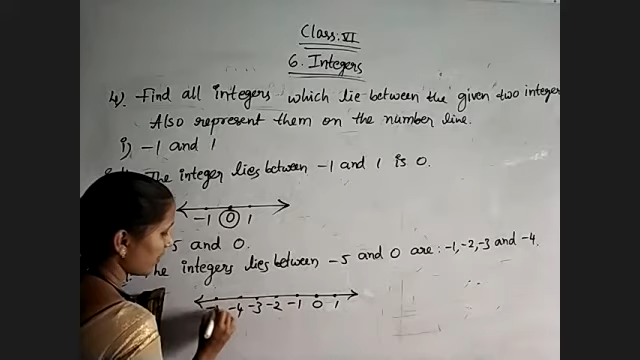 Class: VI
6. Integers
4) Find all integers which lie between the given two integer
Also represent them on the number line.
i) -1 and 1
The integer lies between -1 and 1 is 0.
-1 0 1
5 and 0.
The integers lies between -5 and 0 are : -1, -2, -3 and -4.
-4 -3 -2 -1 0 1